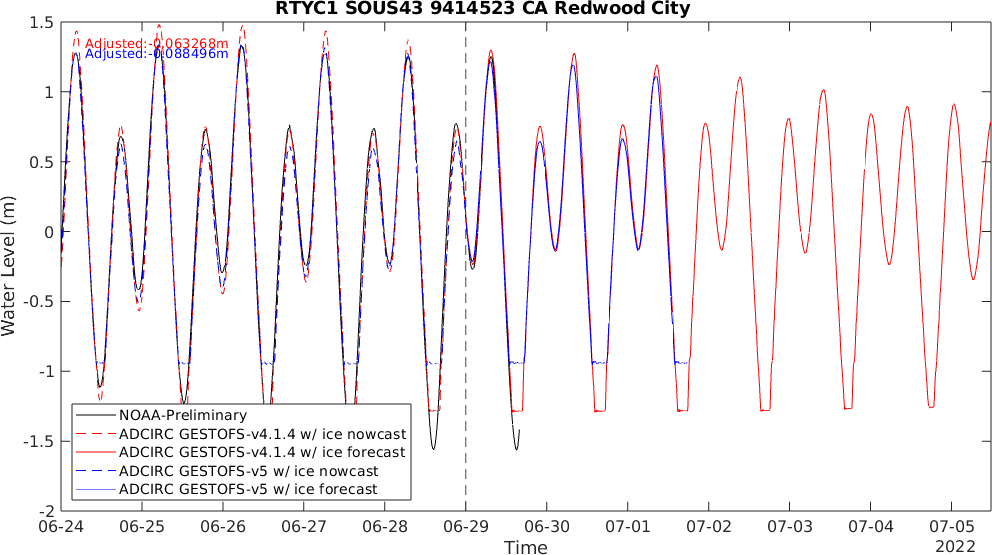 RTYC1 SOUS43 9414523 CA Redwood City
Adjusted:-0.063268m
Adjusted:-0.088496m
1.5
1
0.5
0
-0.5
-1
-1.5
-2
Water Level (m)
NOAA-Preliminary
ADCIRC GESTOFS-v4.1.4 w/ ice nowcast
ADCIRC GESTOFS-v4.1.4 w/ ice forecast
ADCIRC GESTOFS-v5 w/ ice nowcast
ADCIRC GESTOFS-v5 w/ ice forecast
06-24 06-25 06-26 06-27 06-28 06-29 06-30 07-01 07-02 07-03 07-04 07-05
Time
2022